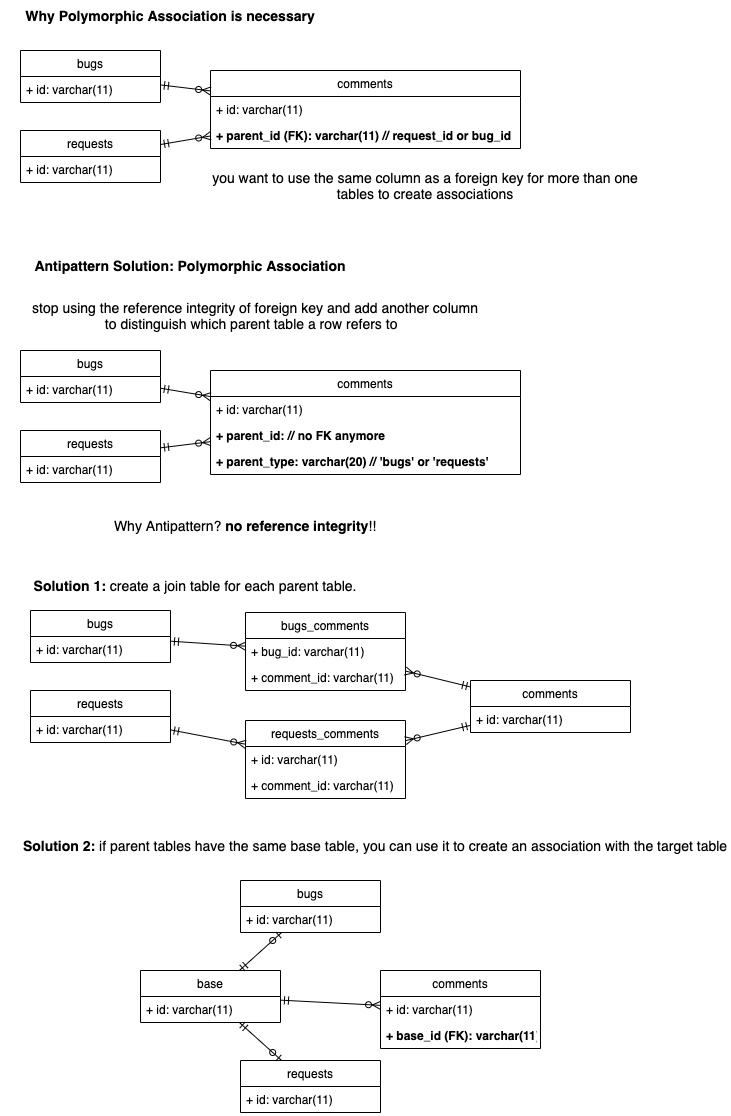 Why Polymorphic Association is necessary
bugs
+ id: varchar(11)
comments
+ id: varchar(11)
+ parent_id (FK): varchar(11) // request_id or bug_id
requests
+ id: varchar(11)
you want to use the same column as a foreign key for more than one
tables to create associations
Antipattern Solution: Polymorphic Association
stop using the reference integrity of foreign key and add another column
to distinguish which parent table a row refers to
bugs
+ id: varchar(11)
comments
+ id: varchar(11)
+ parent_id: // no FK anymore
+ parent_type: varchar(20) // 'bugs' or 'requests'
requests
+ id: varchar(11)
Why Antipattern? no reference integrity!!
Solution 1: create a join table for each parent table.
bugs
+ id: varchar(11)
bugs_comments
+ bug_id: varchar(11)
+ comment_id: varchar(11)
requests
+ id: varchar(11)
requests_comments
+ id: varchar(11)
+ comment_id: varchar(11)
comments
+ id: varchar(11)
Solution 2: if parent tables have the same base table, you can use it to create an association with the target table
bugs
+ id: varchar(11)
base
+ id: varchar(11)
comments
+ id: varchar(11)
+ base_id (FK): varchar(11
requests
+ id: varchar(11)